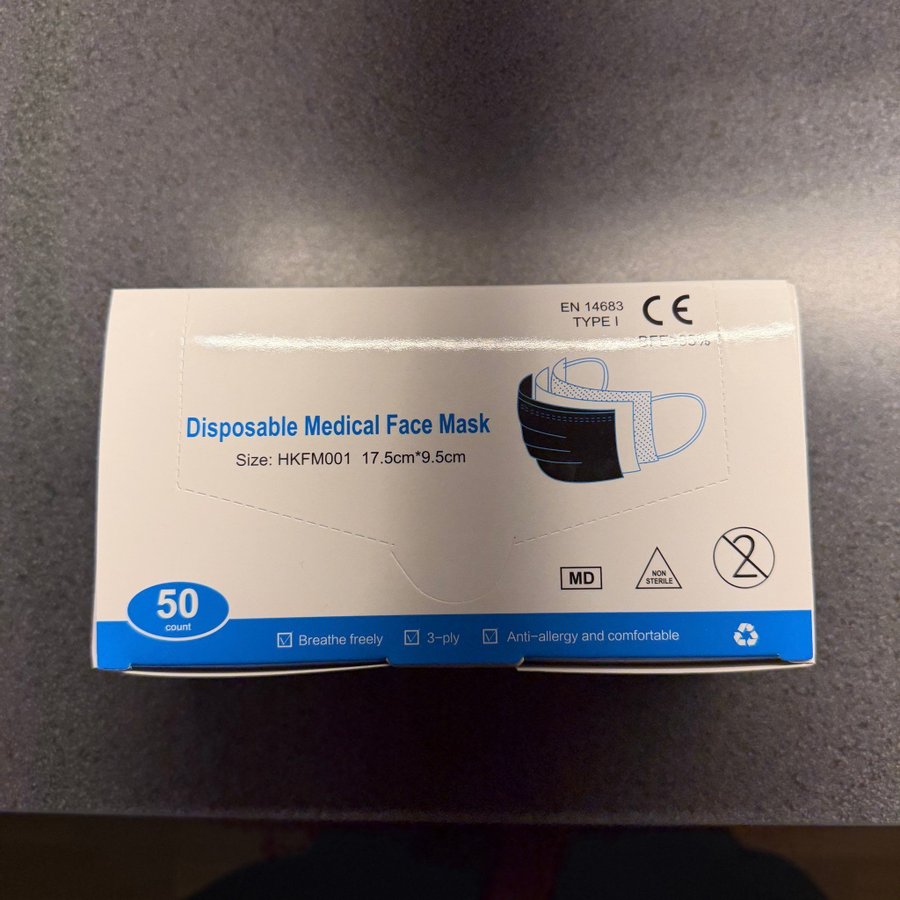 EN 14683
TYPE I
CE
Disposable Medical Face Mask
Size: HKFM001 17.5cm*9.5cm
MD
NON
STERILE
2
50
count
Breathe freely
3-ply
Anti-allergy and comfortable